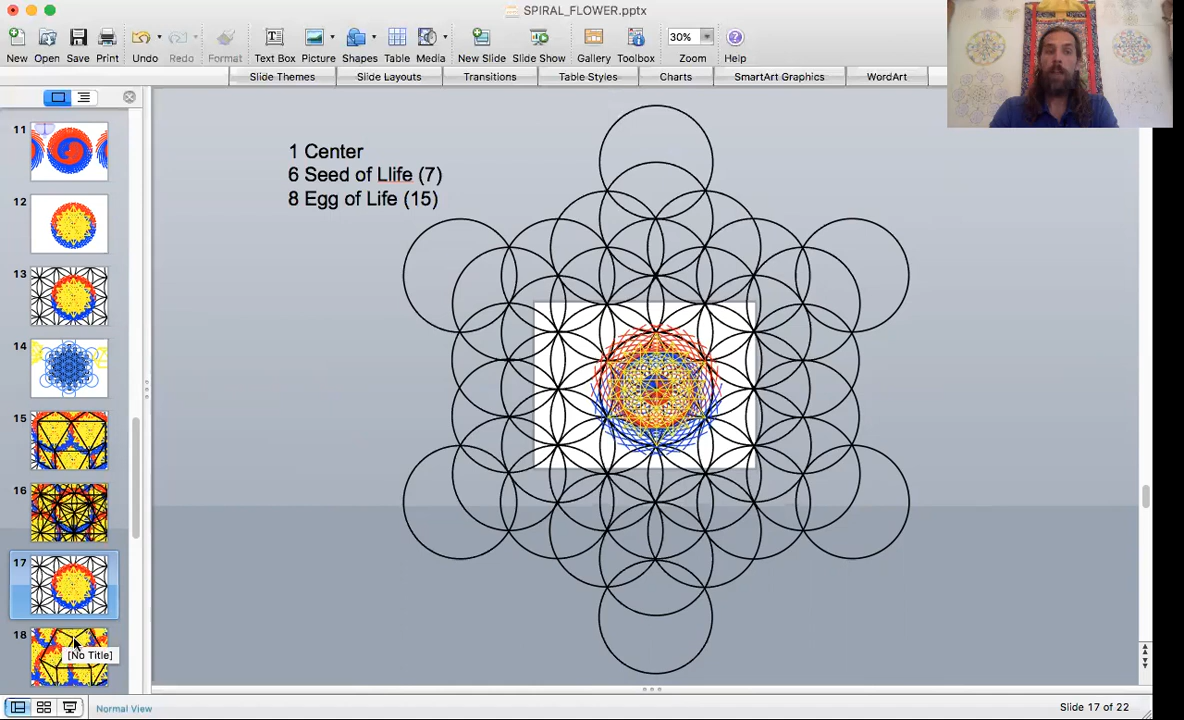 SPIRAL_FLOWER.pptx
New Open Save Print Undo Redo Format Text Box Picture Shapes Table Media New Slide Slide Show Gallery Toolbox Zoom Help
30%
Slide Themes Slide Layouts Transitions Table Styles Charts SmartArt Graphics WordArt
11
12
13
14
15
16
17
18
[No Title]
1 Center
6 Seed of Llife (7)
8 Egg of Life (15)
Normal View
Slide 17 of 22